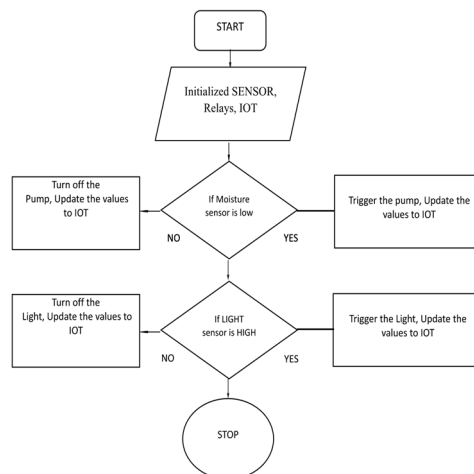 START
Initialized SENSOR,
Relays, IOT
Turn off the
Pump, Update the values
to IOT
If Moisture
sensor is low
Trigger the pump, Update the
values to IOT
NO
YES
Turn off the
Light, Update the values to
IOT
If LIGHT
sensor is HIGH
Trigger the Light, Update the
values to IOT
NO
YES
STOP